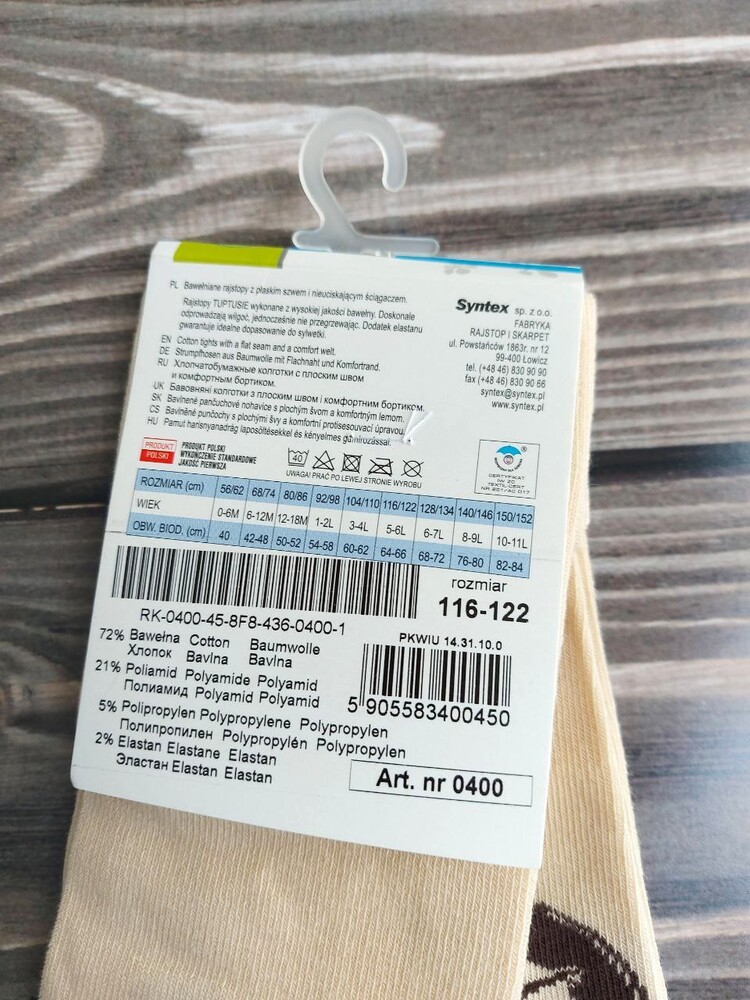 PL Bawełniane rajstopy z płaskim szwem i nieuciskającym ściągaczem.
Rajstopy TUPTUSIE wykonane z wysokiej jakości bawełny. Doskonale
odprowadzają wilgoć, jednocześnie nie przegrzewając. Dodatek elastanu
gwarantuje idealne dopasowanie do sylwetki.
EN Cotton tights with a flat seam and a comfort welt.
DE Strumpfhosen aus Baumwolle mit Flachnaht und Komfortrand.
RU Хлопчатобумажные колготки с плоским швом
и комфортным бортиком.
UK Бавовняні колготки з плоским швом і комфортним бортиком.
SK Bavlnené pančuchové nohavice s plochým švom a komfortným lemom.
CS Bavlněné punčochy s plochými švy a komfortní protisesouvací úpravou.
HU Pamut harisnyanadrág laposöltésekkel és kényelmes gumírozással.
Syntex sp. z o.o.
FABRYKA
RAJSTOP I SKARPET
ul. Powstańców 1863r. nr 12
99-400 Łowicz
tel. (+48 46) 830 90 90
fax (+48 46) 830 90 66
syntex@syntex.pl
www.syntex.pl
PRODUKT
POLSKI
PRODUKT POLSKI
WYKOŃCZENIE STANDARDOWE
JAKOŚĆ PIERWSZA
40
UWAGA! PRAĆ PO LEWEJ STRONIE WYROBU
CERTYFIKAT
IW 20
TEXTIL-CERT
ROZMIAR (cm) 56/62 68/74 80/86 92/98 104/110 116/122 128/134 140/146 150/152
WIEK 0-6M 6-12M 12-18M 1-2L 3-4L 5-6L 6-7L 8-9L 10-11L
OBW. BIOD. (cm) 40 42-48 50-52 54-58 60-62 64-66 68-72 76-80 82-84
rozmiar
116-122
RK-0400-45-8F8-436-0400-1
PKWIU 14.31.10.0
72% Bawełna Cotton Baumwolle
Хлопок Bavlna Bavlna
21% Poliamid Polyamide Polyamid
Полиамид Polyamid Polyamid
5% Polipropylen Polypropylene Polypropylen
Полипропилен Polypropylén Polypropylen
2% Elastan Elastane Elastan
Эластан Elastan Elastan
5 905583400450
Art. nr 0400